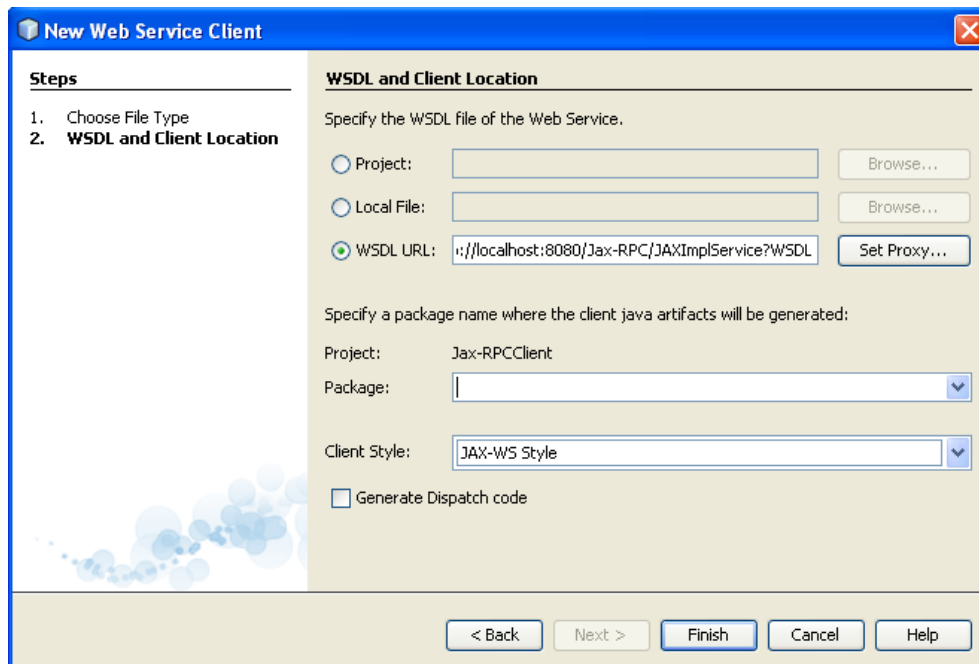 New Web Service Client
Steps
1. Choose File Type
2. WSDL and Client Location
WSDL and Client Location
Specify the WSDL file of the Web Service.
Project: Browse...
Local File: Browse...
WSDL URL: ://localhost:8080/Jax-RPC/JAXImplService?WSDL Set Proxy...
Specify a package name where the client java artifacts will be generated:
Project: Jax-RPCClient
Package:
Client Style: JAX-WS Style
Generate Dispatch code
< Back Next > Finish Cancel Help